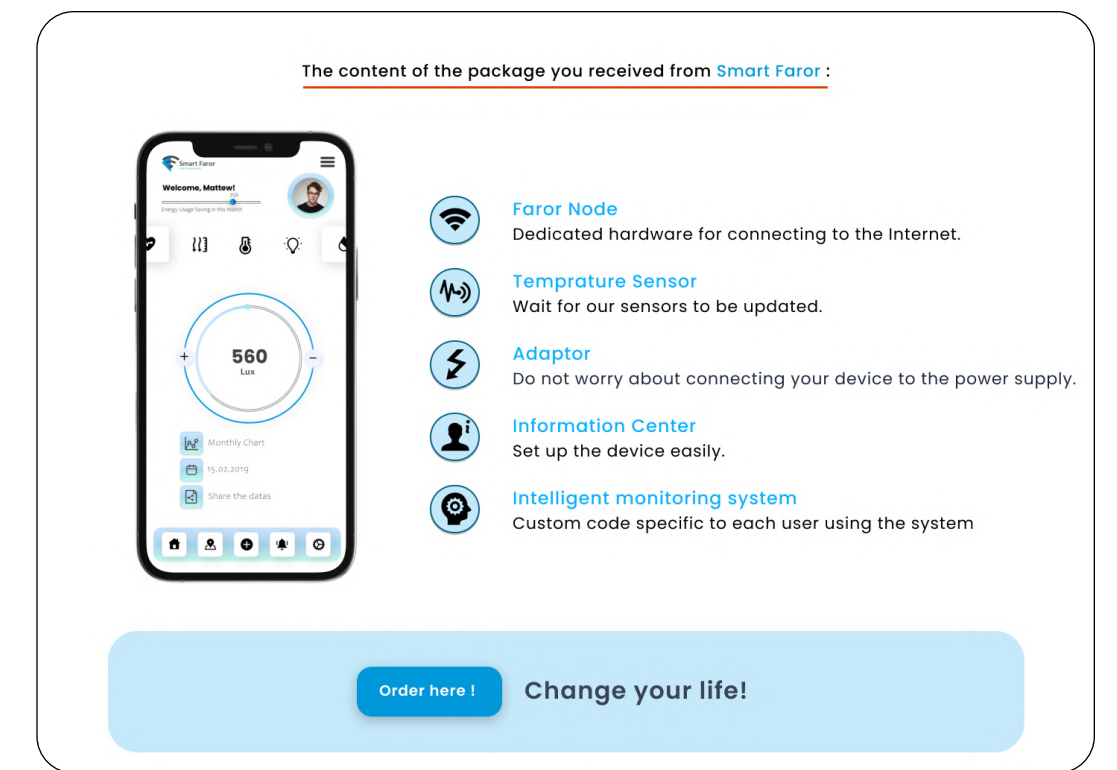 The content of the package you received from Smart Faror :
Smart Faror
Welcome, Mattew!
Energy Usage Saving in this month
560
Lux
Monthly Chart
15.02.2019
Share the datas
Faror Node
Dedicated hardware for connecting to the Internet.
Temprature Sensor
Wait for our sensors to be updated.
Adaptor
Do not worry about connecting your device to the power supply.
Information Center
Set up the device easily.
Intelligent monitoring system
Custom code specific to each user using the system
Order here !
Change your life!